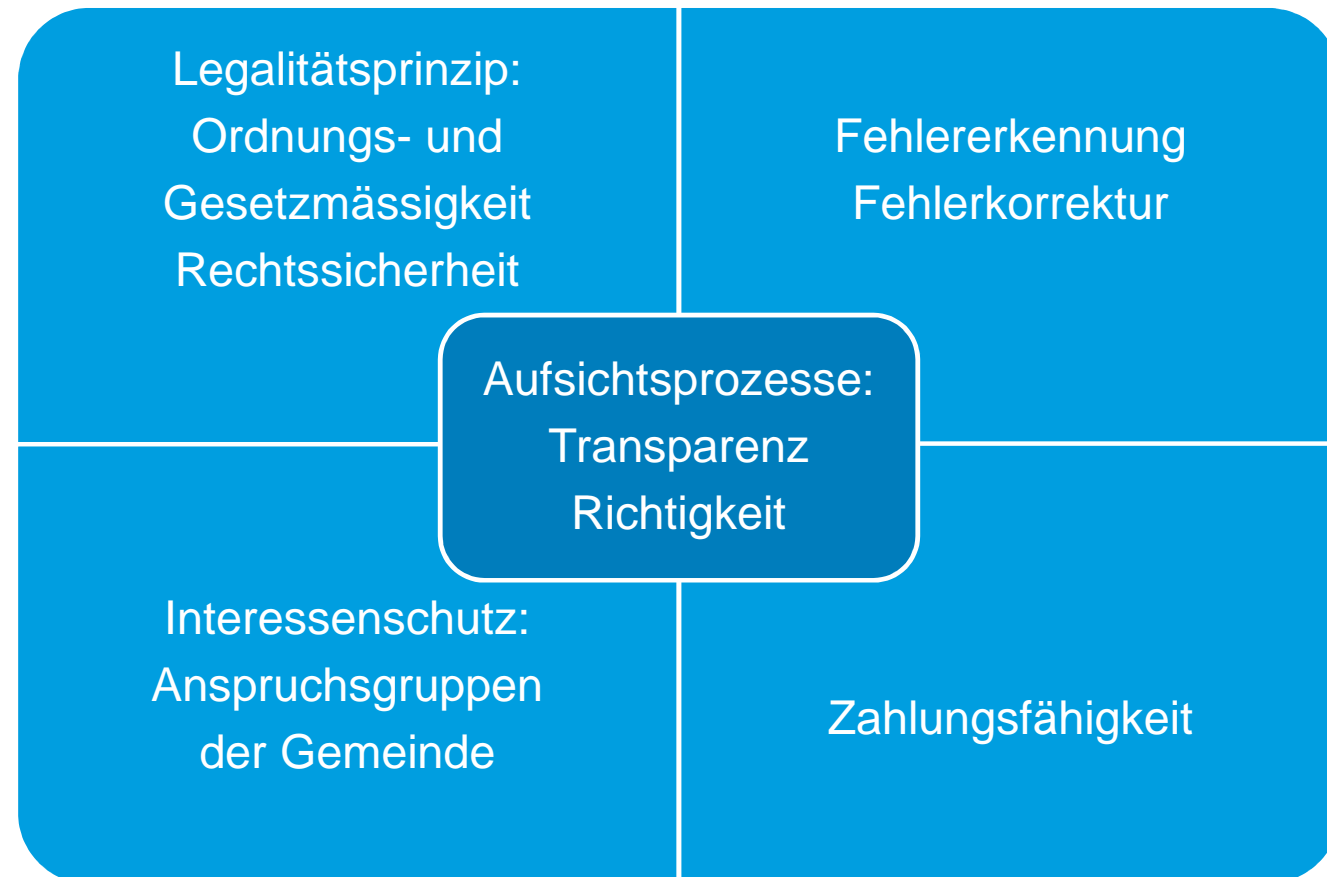 Legalitätsprinzip:
Ordnungs- und
Gesetzmässigkeit
Rechtssicherheit
Fehlererkennung
Fehlerkorrektur
Aufsichtsprozesse:
Transparenz
Richtigkeit
Interessenschutz:
Anspruchsgruppen
der Gemeinde
Zahlungsfähigkeit